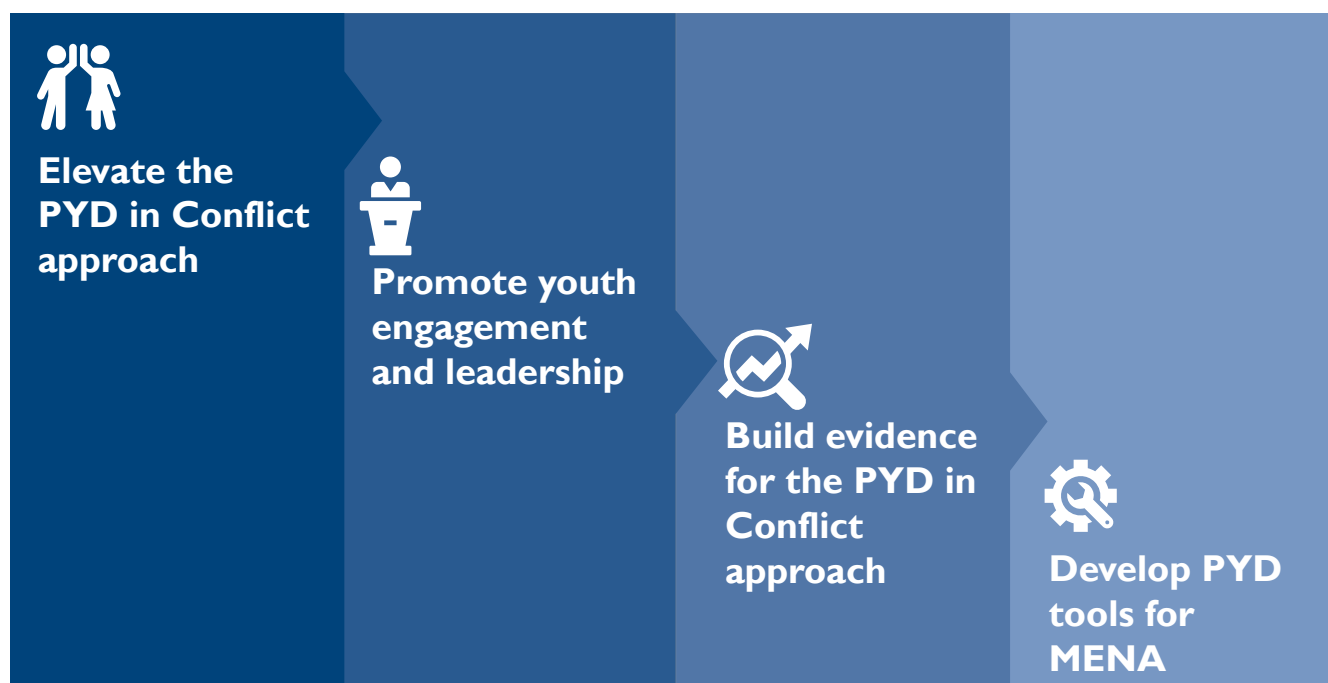 Elevate the
PYD in Conflict
approach
Promote youth
engagement
and leadership
Build evidence
for the PYD in
Conflict
approach
Develop PYD
tools for
MENA